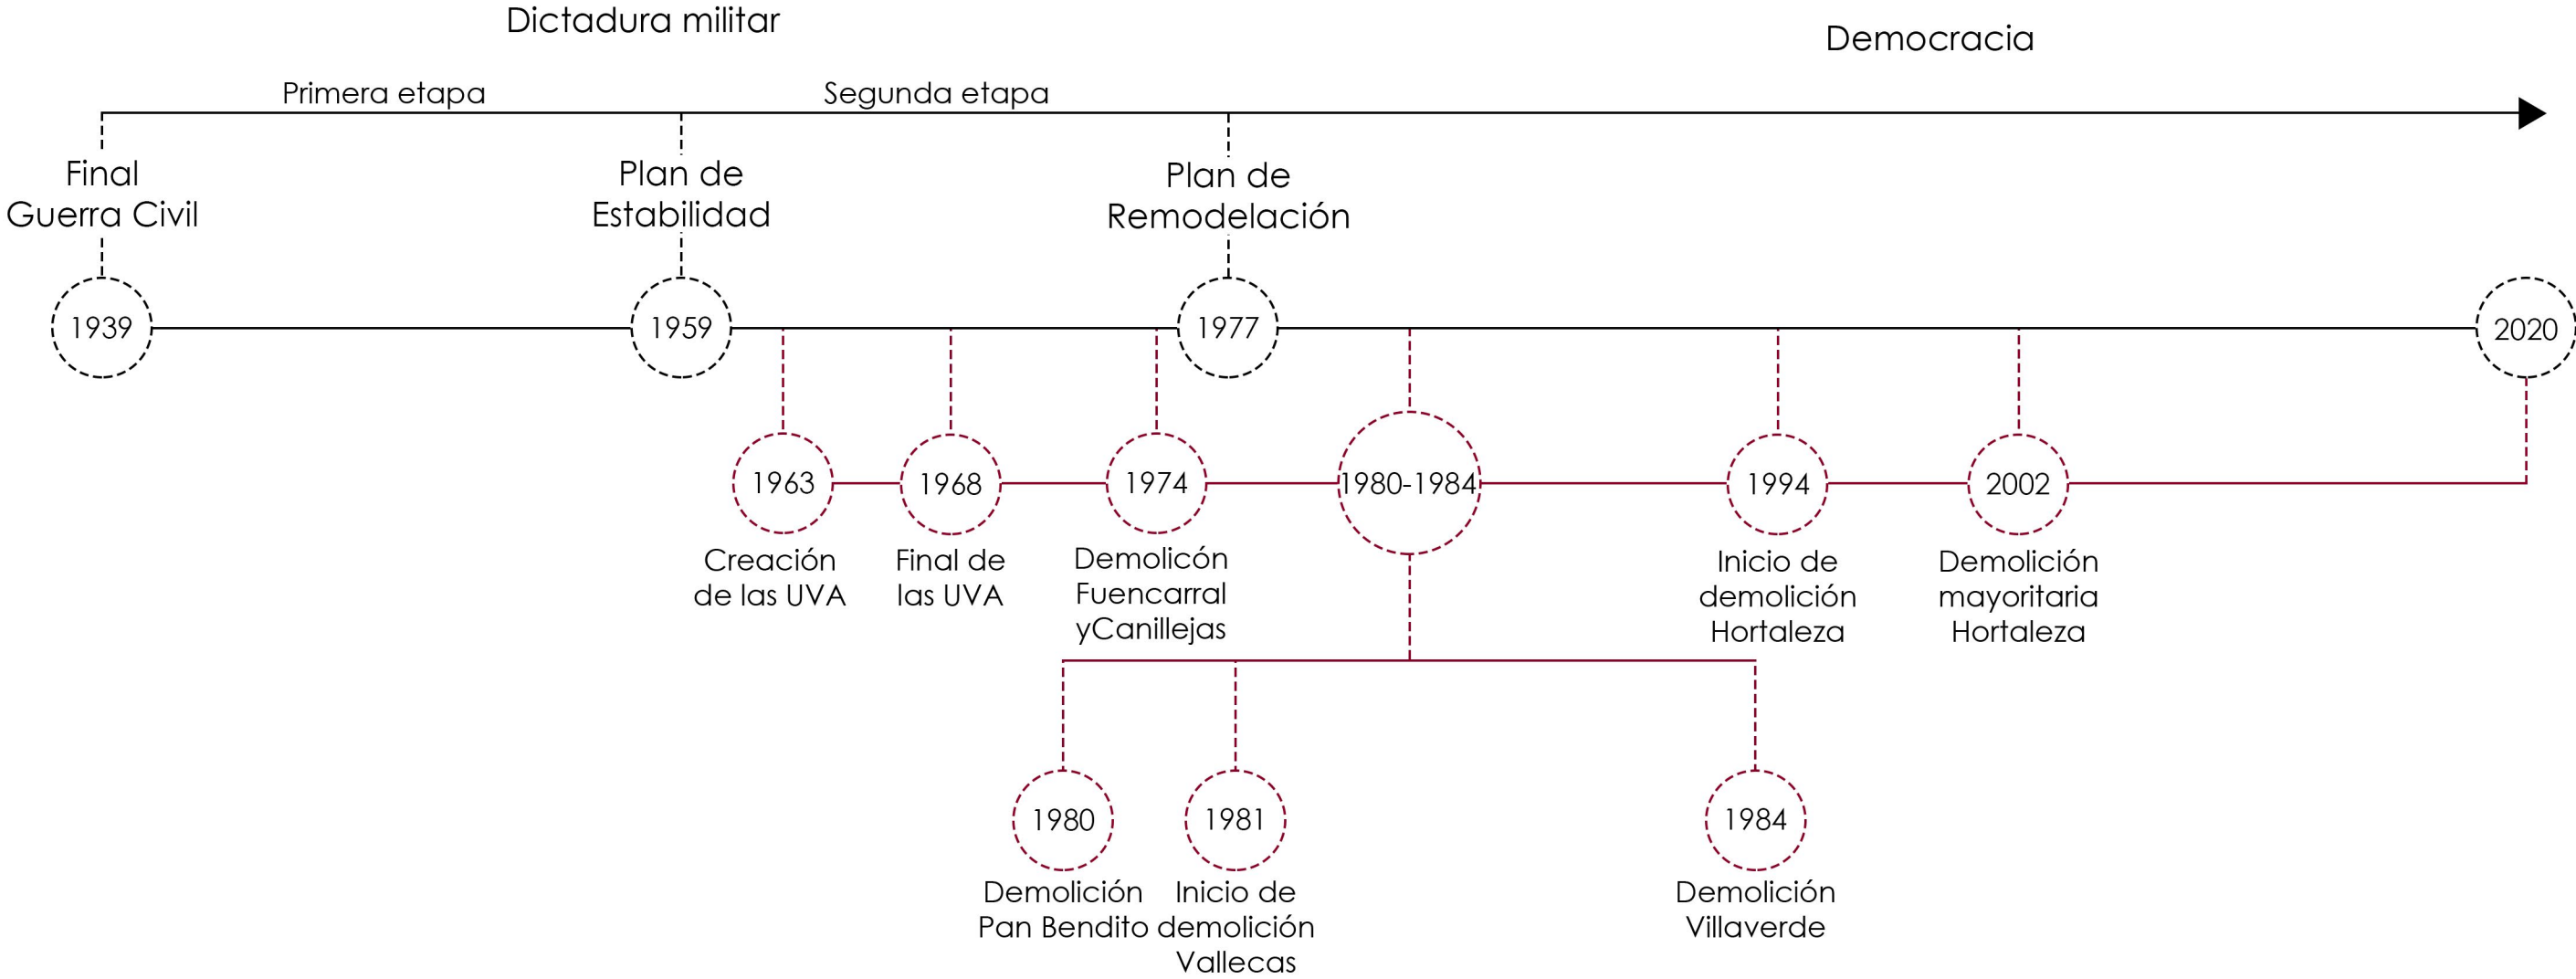 Dictadura militar
Democracia
Primera etapa
Segunda etapa
Final
Guerra Civil
Plan de
Estabilidad
Plan de
Remodelación
1939
1959
1977
2020
1963
1968
1974
1980-1984
1994
2002
Creación
de las UVA
Final de
las UVA
Demolicón
Fuencarral
yCanillejas
Inicio de
demolición
Hortaleza
Demolición
mayoritaria
Hortaleza
1980
1981
1984
Demolición
Pan Bendito
Inicio de
demolición
Vallecas
Demolición
Villaverde